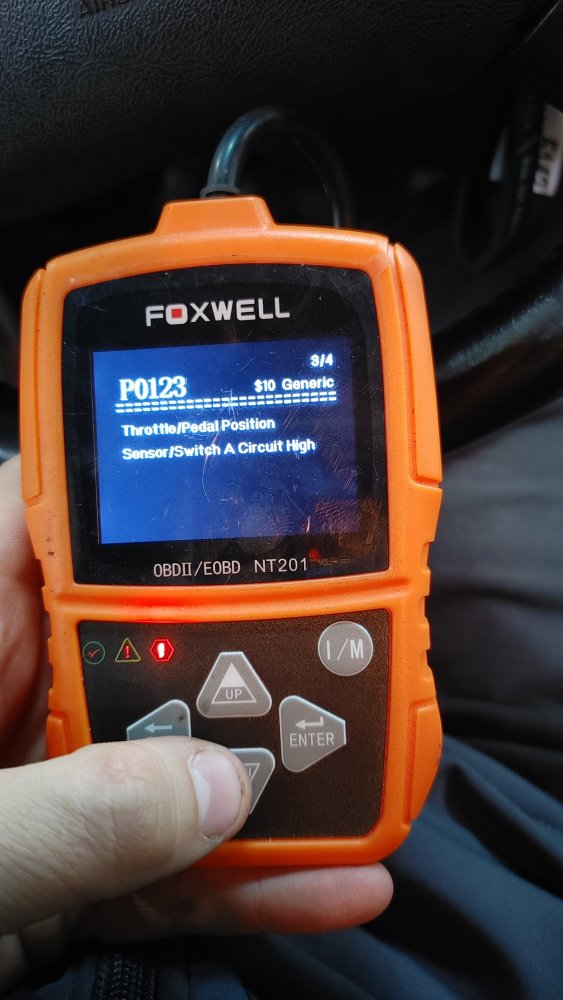 FOXWELL
3/4
P0123 $10 Generic
Throttle/Pedal Position
Sensor/Switch A Circuit High
OBDII/EOBD NT201
I/M
UP
ENTER